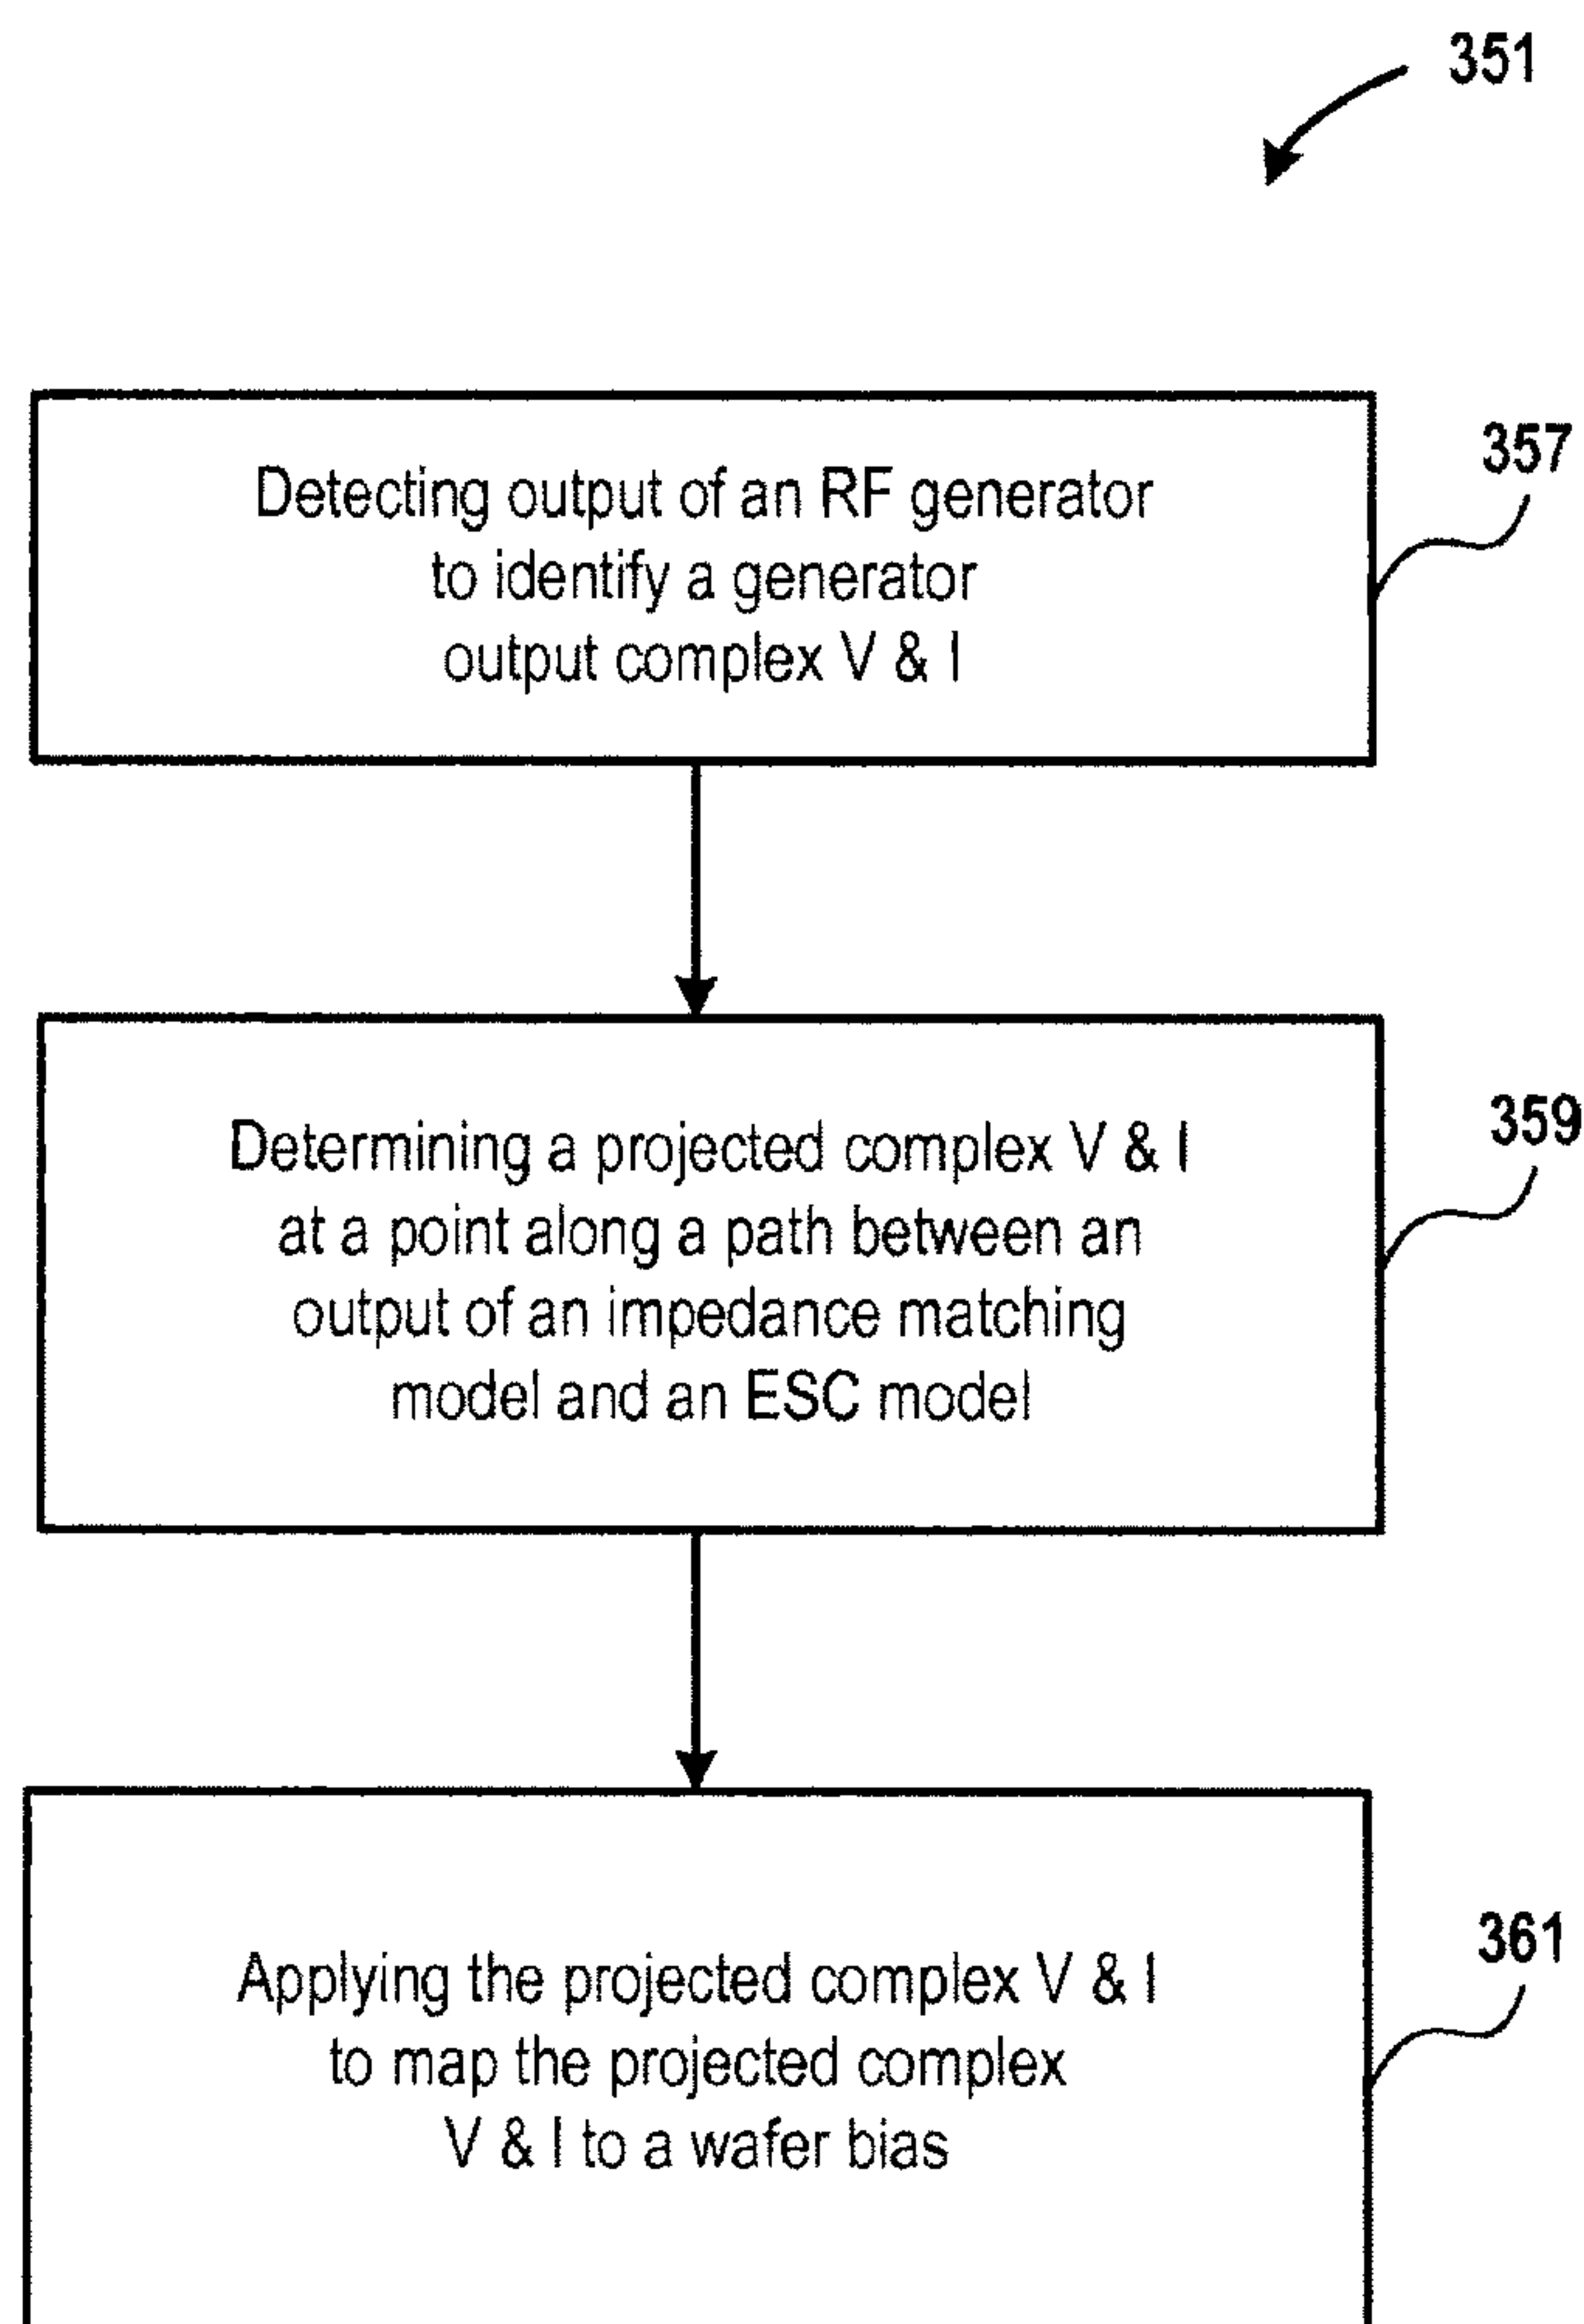 351
Detecting output of an RF generator
to identify a generator
output complex V & I
357
Determining a projected complex V & I
at a point along a path between an
output of an impedance matching
model and an ESC model
359
Applying the projected complex V & I
to map the projected complex
V & I to a wafer bias
361